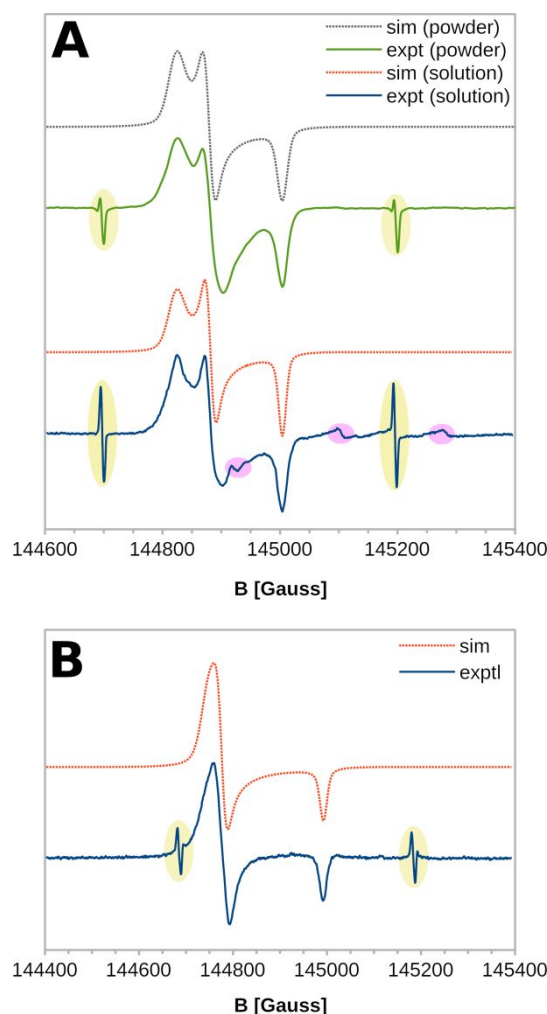 A
sim (powder)
expt (powder)
sim (solution)
expt (solution)
144600 144800 145000 145200 145400
B [Gauss]
B
sim
exptl
144400 144600 144800 145000 145200 145400
B [Gauss]